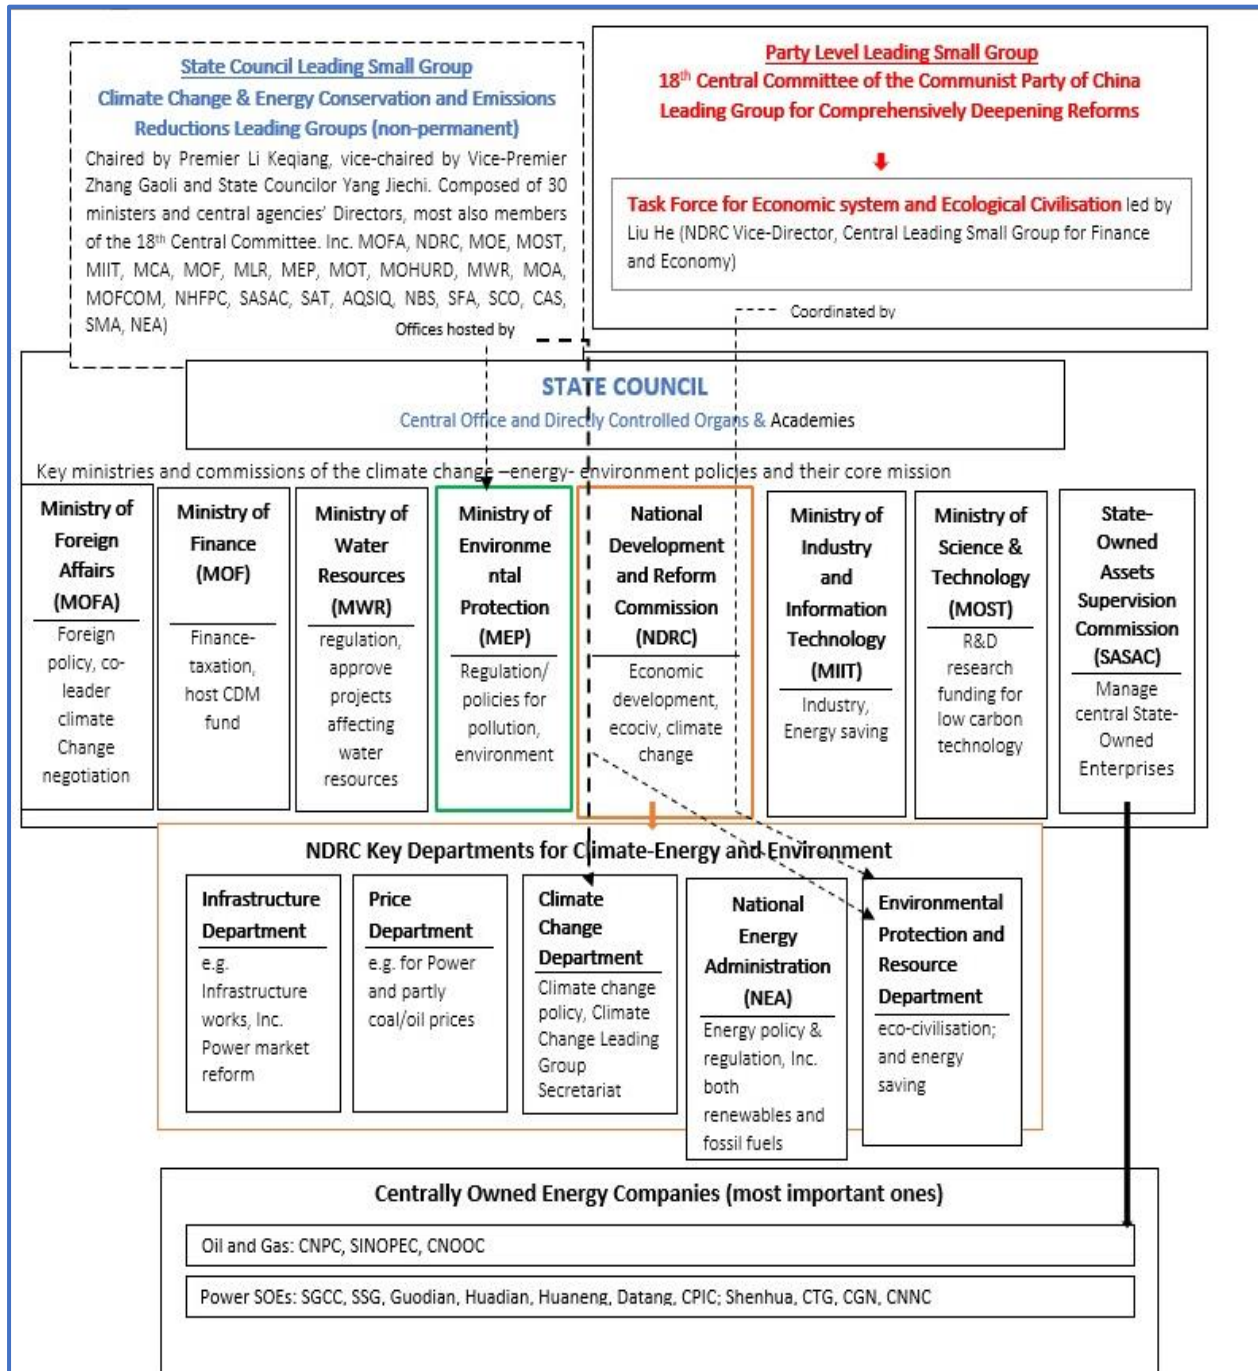 State Council Leading Small Group
Climate Change & Energy Conservation and Emissions
Reductions Leading Groups (non-permanent)
Chaired by Premier Li Keqiang, vice-chaired by Vice-Premier
Zhang Gaoli and State Councilor Yang Jiechi. Composed of 30
ministers and central agencies' Directors, most also members
of the 18th Central Committee. Inc. MOFA, NDRC, MOE, MOST,
MIIT, MCA, MOF, MLR, MEP, MOT, MOHURD, MWR, MOA,
MOFCOM, NHFPC, SASAC, SAT, AQSIQ, NBS, SFA, SCO, CAS,
SMA, NEA)
Offices hosted by
Party Level Leading Small Group
18th Central Committee of the Communist Party of China
Leading Group for Comprehensively Deepening Reforms
Task Force for Economic system and Ecological Civilisation led by
Liu He (NDRC Vice-Director, Central Leading Small Group for Finance
and Economy)
Coordinated by
STATE COUNCIL
Central Office and Directly Controlled Organs & Academies
Key ministries and commissions of the climate change –energy- environment policies and their core mission
Ministry of
Foreign
Affairs
(MOFA)
Foreign
policy, co-
leader
climate
Change
negotiation
Ministry of
Finance
(MOF)
Finance-
taxation,
host CDM
fund
Ministry of
Water
Resources
(MWR)
regulation,
approve
projects
affecting
water
resources
Ministry of
Environme
ntal
Protection
(MEP)
Regulation/
policies for
pollution,
environment
National
Development
and Reform
Commission
(NDRC)
Economic
development,
ecociv, climate
change
Ministry of
Industry
and
Information
Technology
(MIIT)
Industry,
Energy saving
Ministry of
Science &
Technology
(MOST)
R&D
research
funding for
low carbon
technology
State-
Owned
Assets
Supervision
Commission
(SASAC)
Manage
central State-
Owned
Enterprises
NDRC Key Departments for Climate-Energy and Environment
Infrastructure
Department
e.g.
Infrastructure
works, Inc.
Power market
reform
Price
Department
e.g. for Power
and partly
coal/oil prices
Climate
Change
Department
Climate change
policy, Climate
Change Leading
Group
Secretariat
National
Energy
Administration
(NEA)
Energy policy &
regulation, Inc.
both
renewables and
fossil fuels
Environmental
Protection and
Resource
Department
eco-civilisation;
and energy
saving
Centrally Owned Energy Companies (most important ones)
Oil and Gas: CNPC, SINOPEC, CNOOC
Power SOEs: SGCC, SSG, Guodian, Huadian, Huaneng, Datang, CPIC; Shenhua, CTG, CGN, CNNC